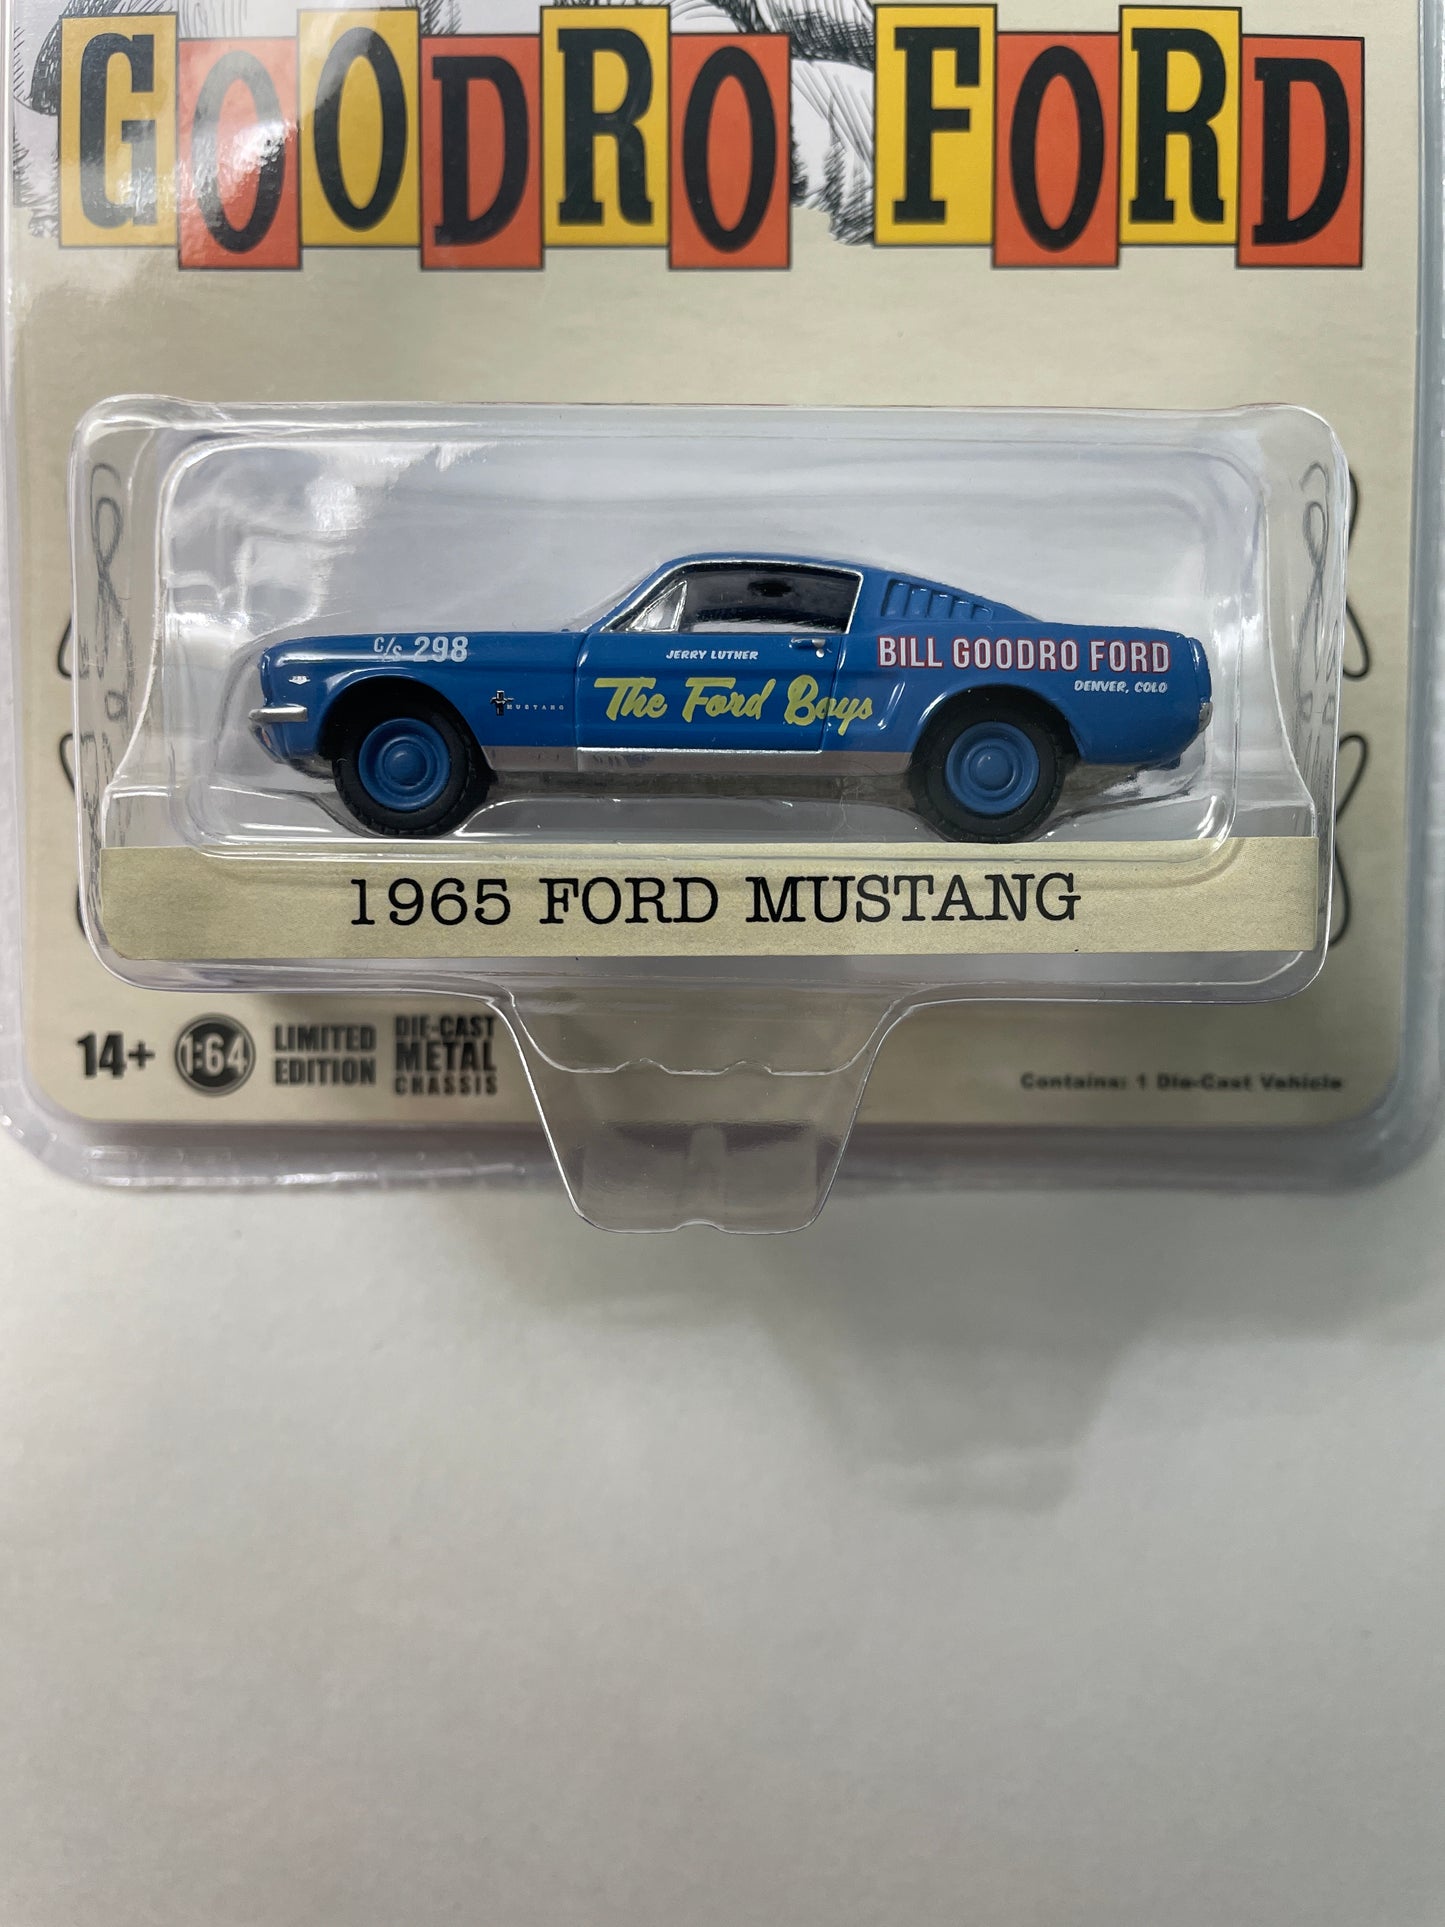 GOODRO FORD
C/S 298
JERRY LUTHER
BILL GOODRO FORD
DENVER, COLO
The Ford Boys
MUSTANG
1965 FORD MUSTANG
14+
1:64
LIMITED
EDITION
DIE-CAST
METAL
CHASSIS
Contains: 1 Die-Cast Vehicle